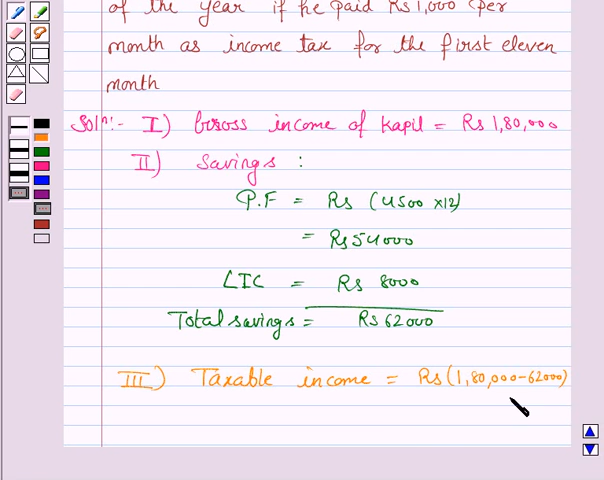 of the year if he paid Rs 1,000 per
month as income tax for the first eleven
month
Soln:- I) Gross income of Kapil = Rs 1,80,000
II) Savings :
P.F = Rs (4500 x12)
= Rs 54000
LIC = Rs 8000
Total savings = Rs 62000
III) Taxable income = Rs (1,80,000-62000)